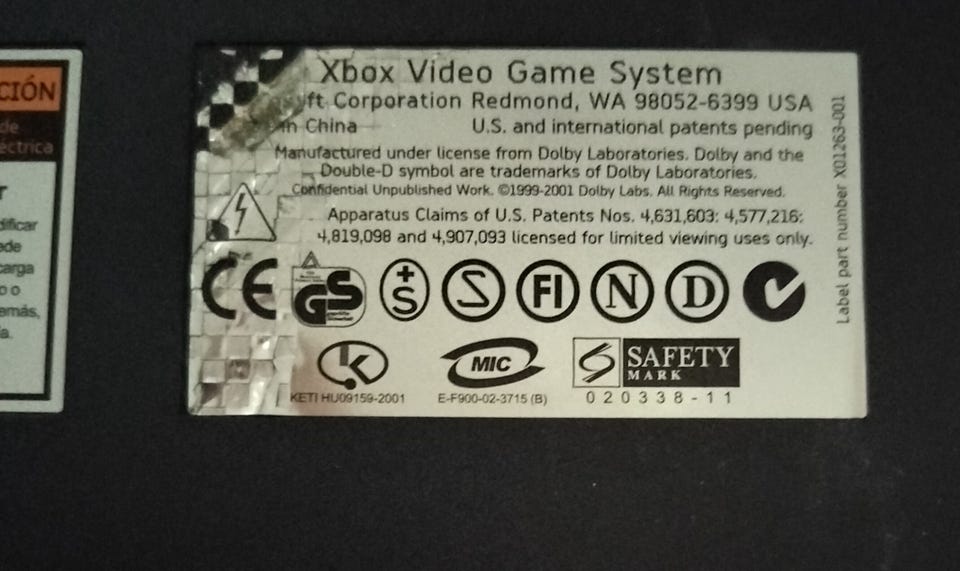 CIÓN
de
éctrica
dificar
ede
carga
o o
emás,
ía.
Xbox Video Game System
Corporation Redmond, WA 98052-6399 USA
in China U.S. and international patents pending
Manufactured under license from Dolby Laboratories. Dolby and the
Double-D symbol are trademarks of Dolby Laboratories.
Confidential Unpublished Work. ©1999-2001 Dolby Labs. All Rights Reserved.
Apparatus Claims of U.S. Patents Nos. 4,631,603; 4,577,216;
4,819,098 and 4,907,093 licensed for limited viewing uses only.
CE GS +S S FI N D
K MIC S SAFETY
MARK
KETI HU09159-2001 E-F900-02-3715 (B) 020338-11
Label part number X01263-001